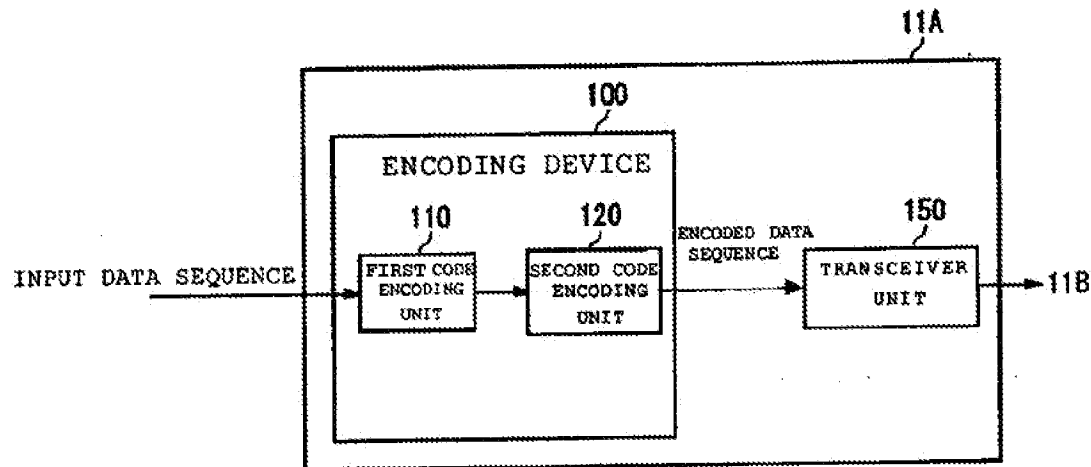 11A
100
ENCODING DEVICE
110
120
ENCODED DATA
SEQUENCE
150
INPUT DATA SEQUENCE
FIRST CODE
ENCODING
UNIT
SECOND CODE
ENCODING
UNIT
TRANSCEIVER
UNIT
11B